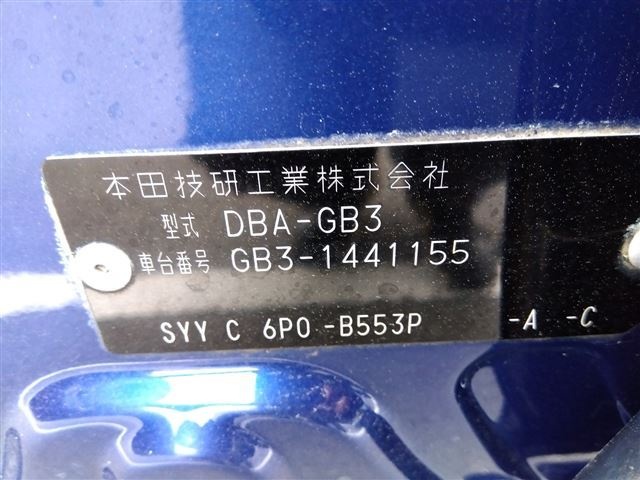 本田技研工業株式会社
型式 DBA-GB3
車台番号 GB3-1441155
SYY C 6P0 -B553P -A -C